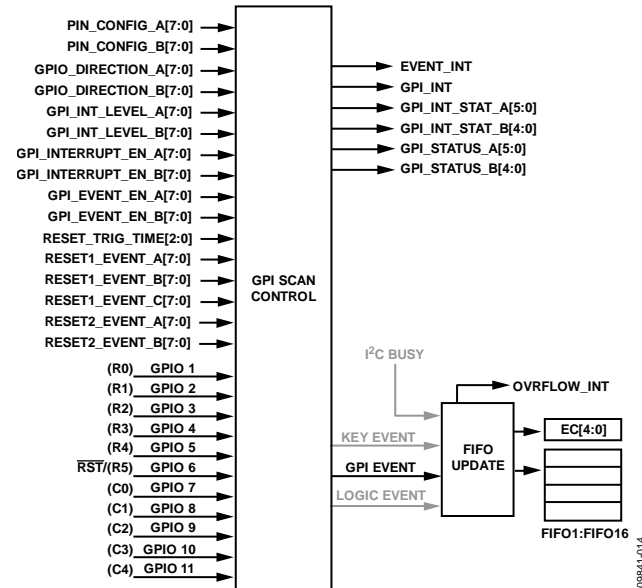 PIN_CONFIG_A[7:0]
PIN_CONFIG_B[7:0]
GPIO_DIRECTION_A[7:0]
GPIO_DIRECTION_B[7:0]
GPI_INT_LEVEL_A[7:0]
GPI_INT_LEVEL_B[7:0]
GPI_INTERRUPT_EN_A[7:0]
GPI_INTERRUPT_EN_B[7:0]
GPI_EVENT_EN_A[7:0]
GPI_EVENT_EN_B[7:0]
RESET_TRIG_TIME[2:0]
RESET1_EVENT_A[7:0]
RESET1_EVENT_B[7:0]
RESET1_EVENT_C[7:0]
RESET2_EVENT_A[7:0]
RESET2_EVENT_B[7:0]
(R0) GPIO 1
(R1) GPIO 2
(R2) GPIO 3
(R3) GPIO 4
(R4) GPIO 5
RST/(R5) GPIO 6
(C0) GPIO 7
(C1) GPIO 8
(C2) GPIO 9
(C3) GPIO 10
(C4) GPIO 11
GPI SCAN
CONTROL
EVENT_INT
GPI_INT
GPI_INT_STAT_A[5:0]
GPI_INT_STAT_B[4:0]
GPI_STATUS_A[5:0]
GPI_STATUS_B[4:0]
I²C BUSY
KEY EVENT
GPI EVENT
LOGIC EVENT
FIFO
UPDATE
OVRFLOW_INT
EC[4:0]
FIFO1:FIFO16
09841-014